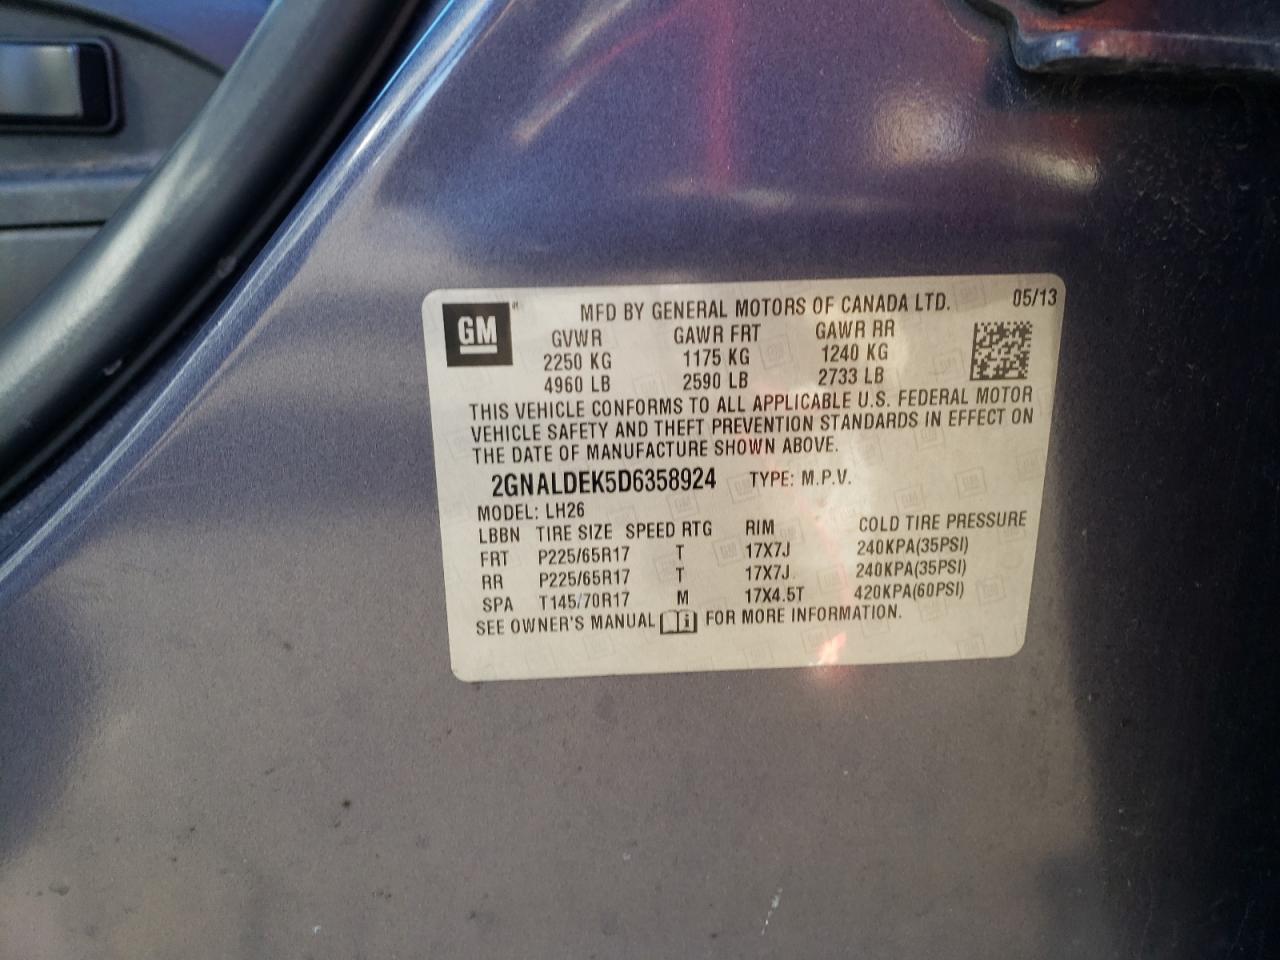 GM
MFD BY GENERAL MOTORS OF CANADA LTD. 05/13
GVWR GAWR FRT GAWR RR
2250 KG 1175 KG 1240 KG
4960 LB 2590 LB 2733 LB
THIS VEHICLE CONFORMS TO ALL APPLICABLE U.S. FEDERAL MOTOR
VEHICLE SAFETY AND THEFT PREVENTION STANDARDS IN EFFECT ON
THE DATE OF MANUFACTURE SHOWN ABOVE.
2GNALDEK5D6358924 TYPE: M.P.V.
MODEL: LH26
LBBN TIRE SIZE SPEED RTG RIM COLD TIRE PRESSURE
FRT P225/65R17 T 17X7J 240KPA(35PSI)
RR P225/65R17 T 17X7J 240KPA(35PSI)
SPA T145/70R17 M 17X4.5T 420KPA(60PSI)
SEE OWNER'S MANUAL i FOR MORE INFORMATION.